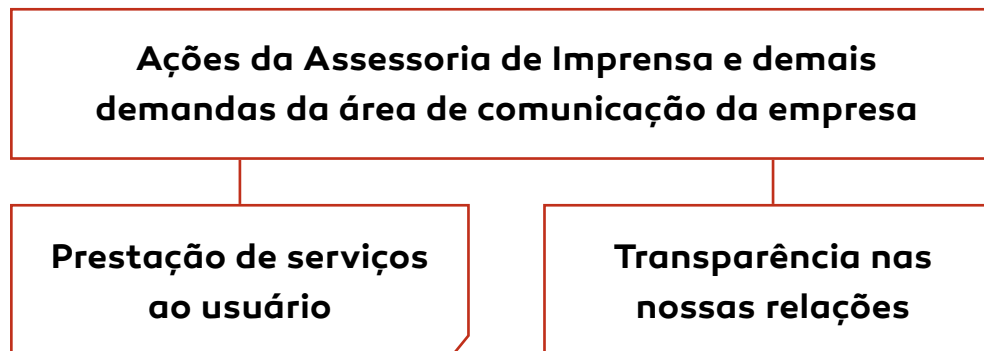 Ações da Assessoria de Imprensa e demais
demandas da área de comunicação da empresa
Prestação de serviços
ao usuário
Transparência nas
nossas relações